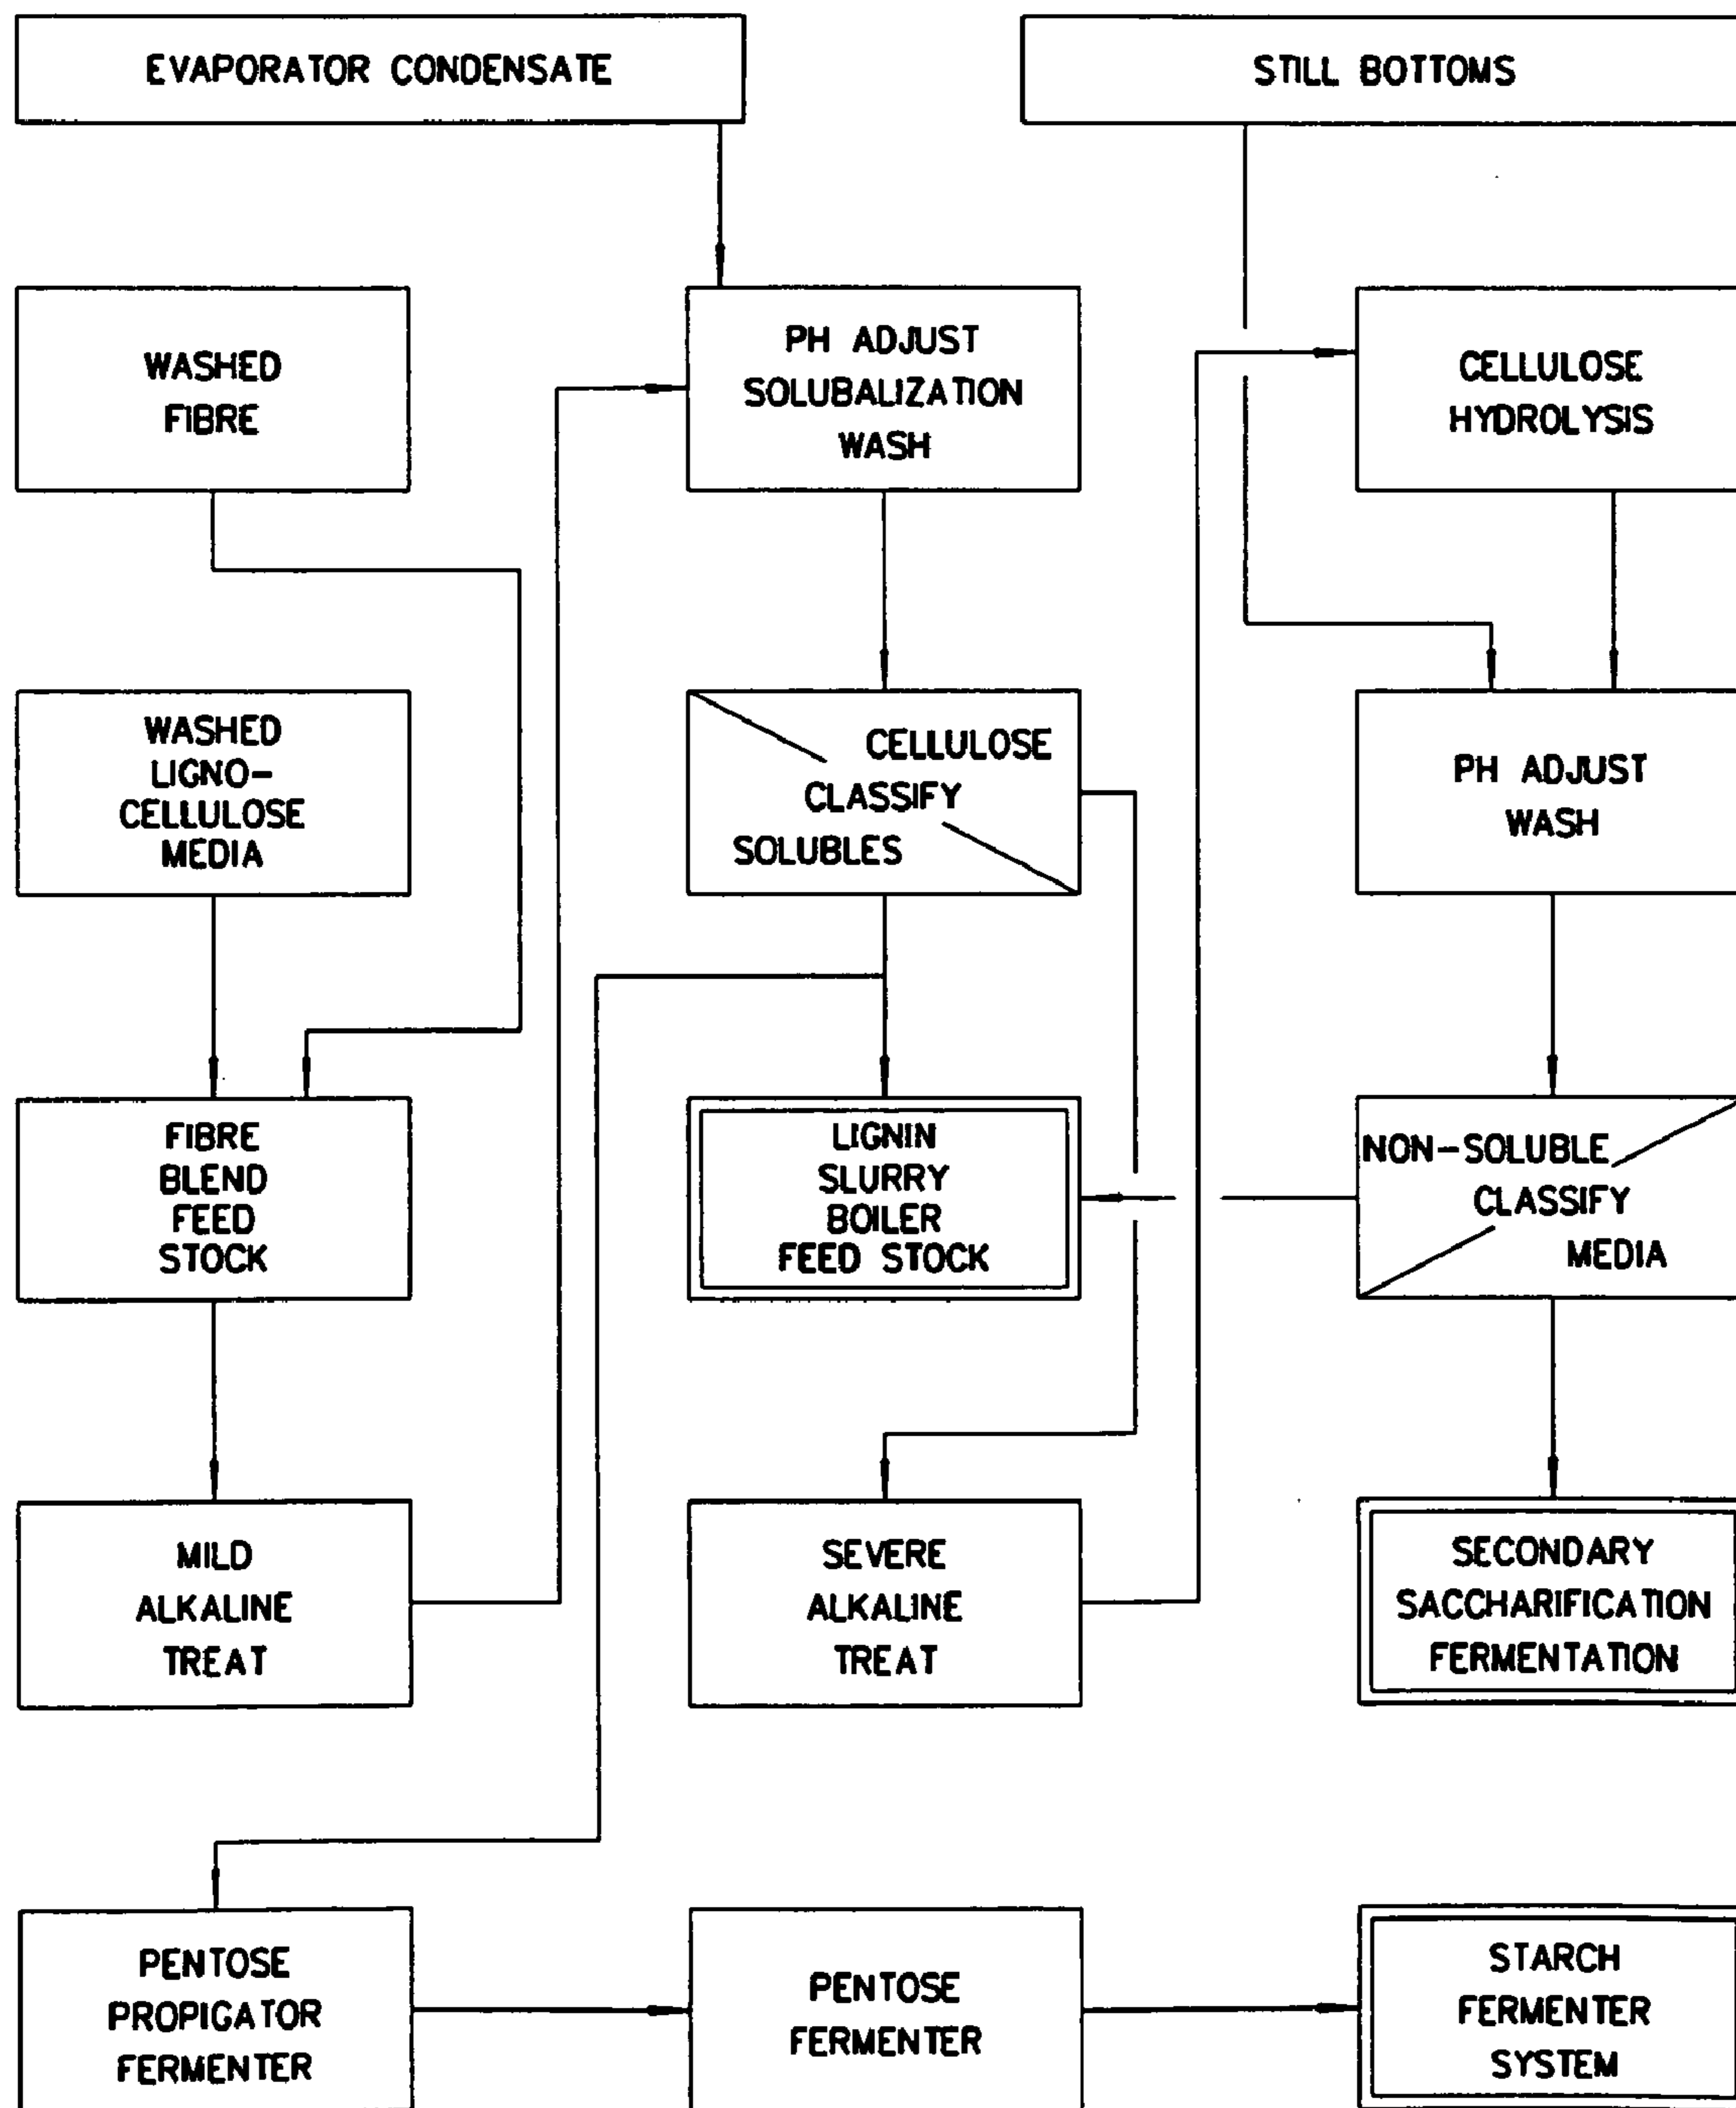 EVAPORATOR CONDENSATE
STILL BOTTOMS
WASHED
FIBRE
PH ADJUST
SOLUBALIZATION
WASH
CELLULOSE
HYDROLYSIS
WASHED
LIGNO-
CELLULOSE
MEDIA
CELLULOSE
CLASSIFY
SOLUBLES
PH ADJUST
WASH
FIBRE
BLEND
FEED
STOCK
LIGNIN
SLURRY
BOILER
FEED STOCK
NON-SOLUBLE
CLASSIFY
MEDIA
MILD
ALKALINE
TREAT
SEVERE
ALKALINE
TREAT
SECONDARY
SACCHARIFICATION
FERMENTATION
PENTOSE
PROPIGATOR
FERMENTER
PENTOSE
FERMENTER
STARCH
FERMENTER
SYSTEM